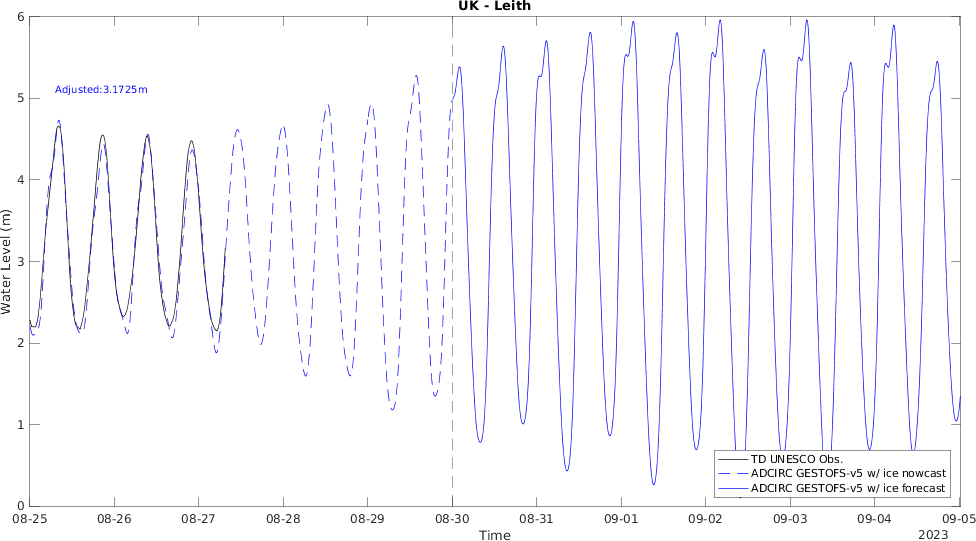 UK - Leith
6
5
4
3
2
1
0
Water Level (m)
Adjusted:3.1725m
TD UNESCO Obs.
ADCIRC GESTOFS-v5 w/ ice nowcast
ADCIRC GESTOFS-v5 w/ ice forecast
08-25 08-26 08-27 08-28 08-29 08-30 08-31 09-01 09-02 09-03 09-04 09-05
Time
2023